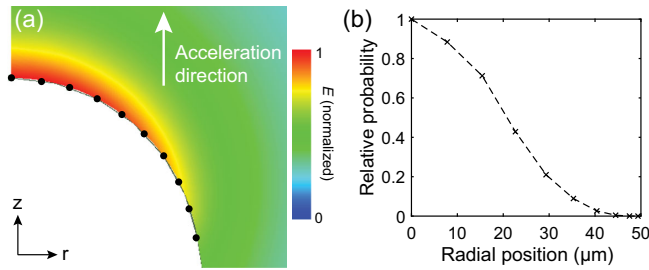 (a)
Acceleration
direction
1
E (normalized)
0
z
r
(b)
Relative probability
1
0.8
0.6
0.4
0.2
0
0 10 20 30 40 50
Radial position (μm)